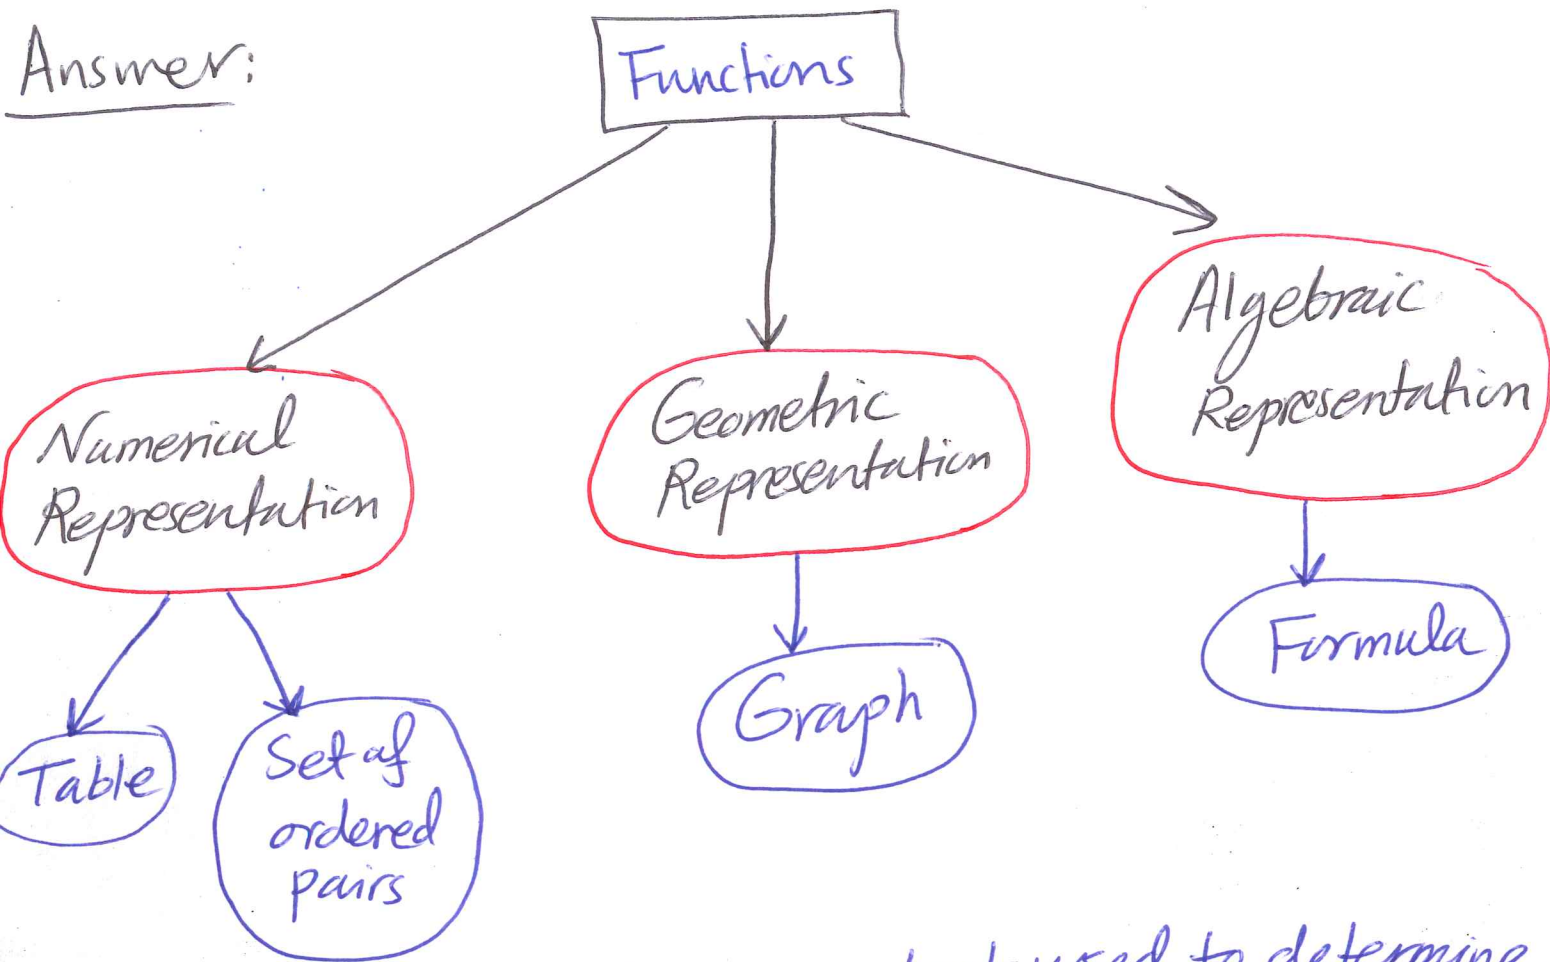 Answer:
Functions
Algebraic
Representation
Geometric
Representation
Numerical
Representation
Formula
Graph
Table
Set of
ordered
pairs
used to determine